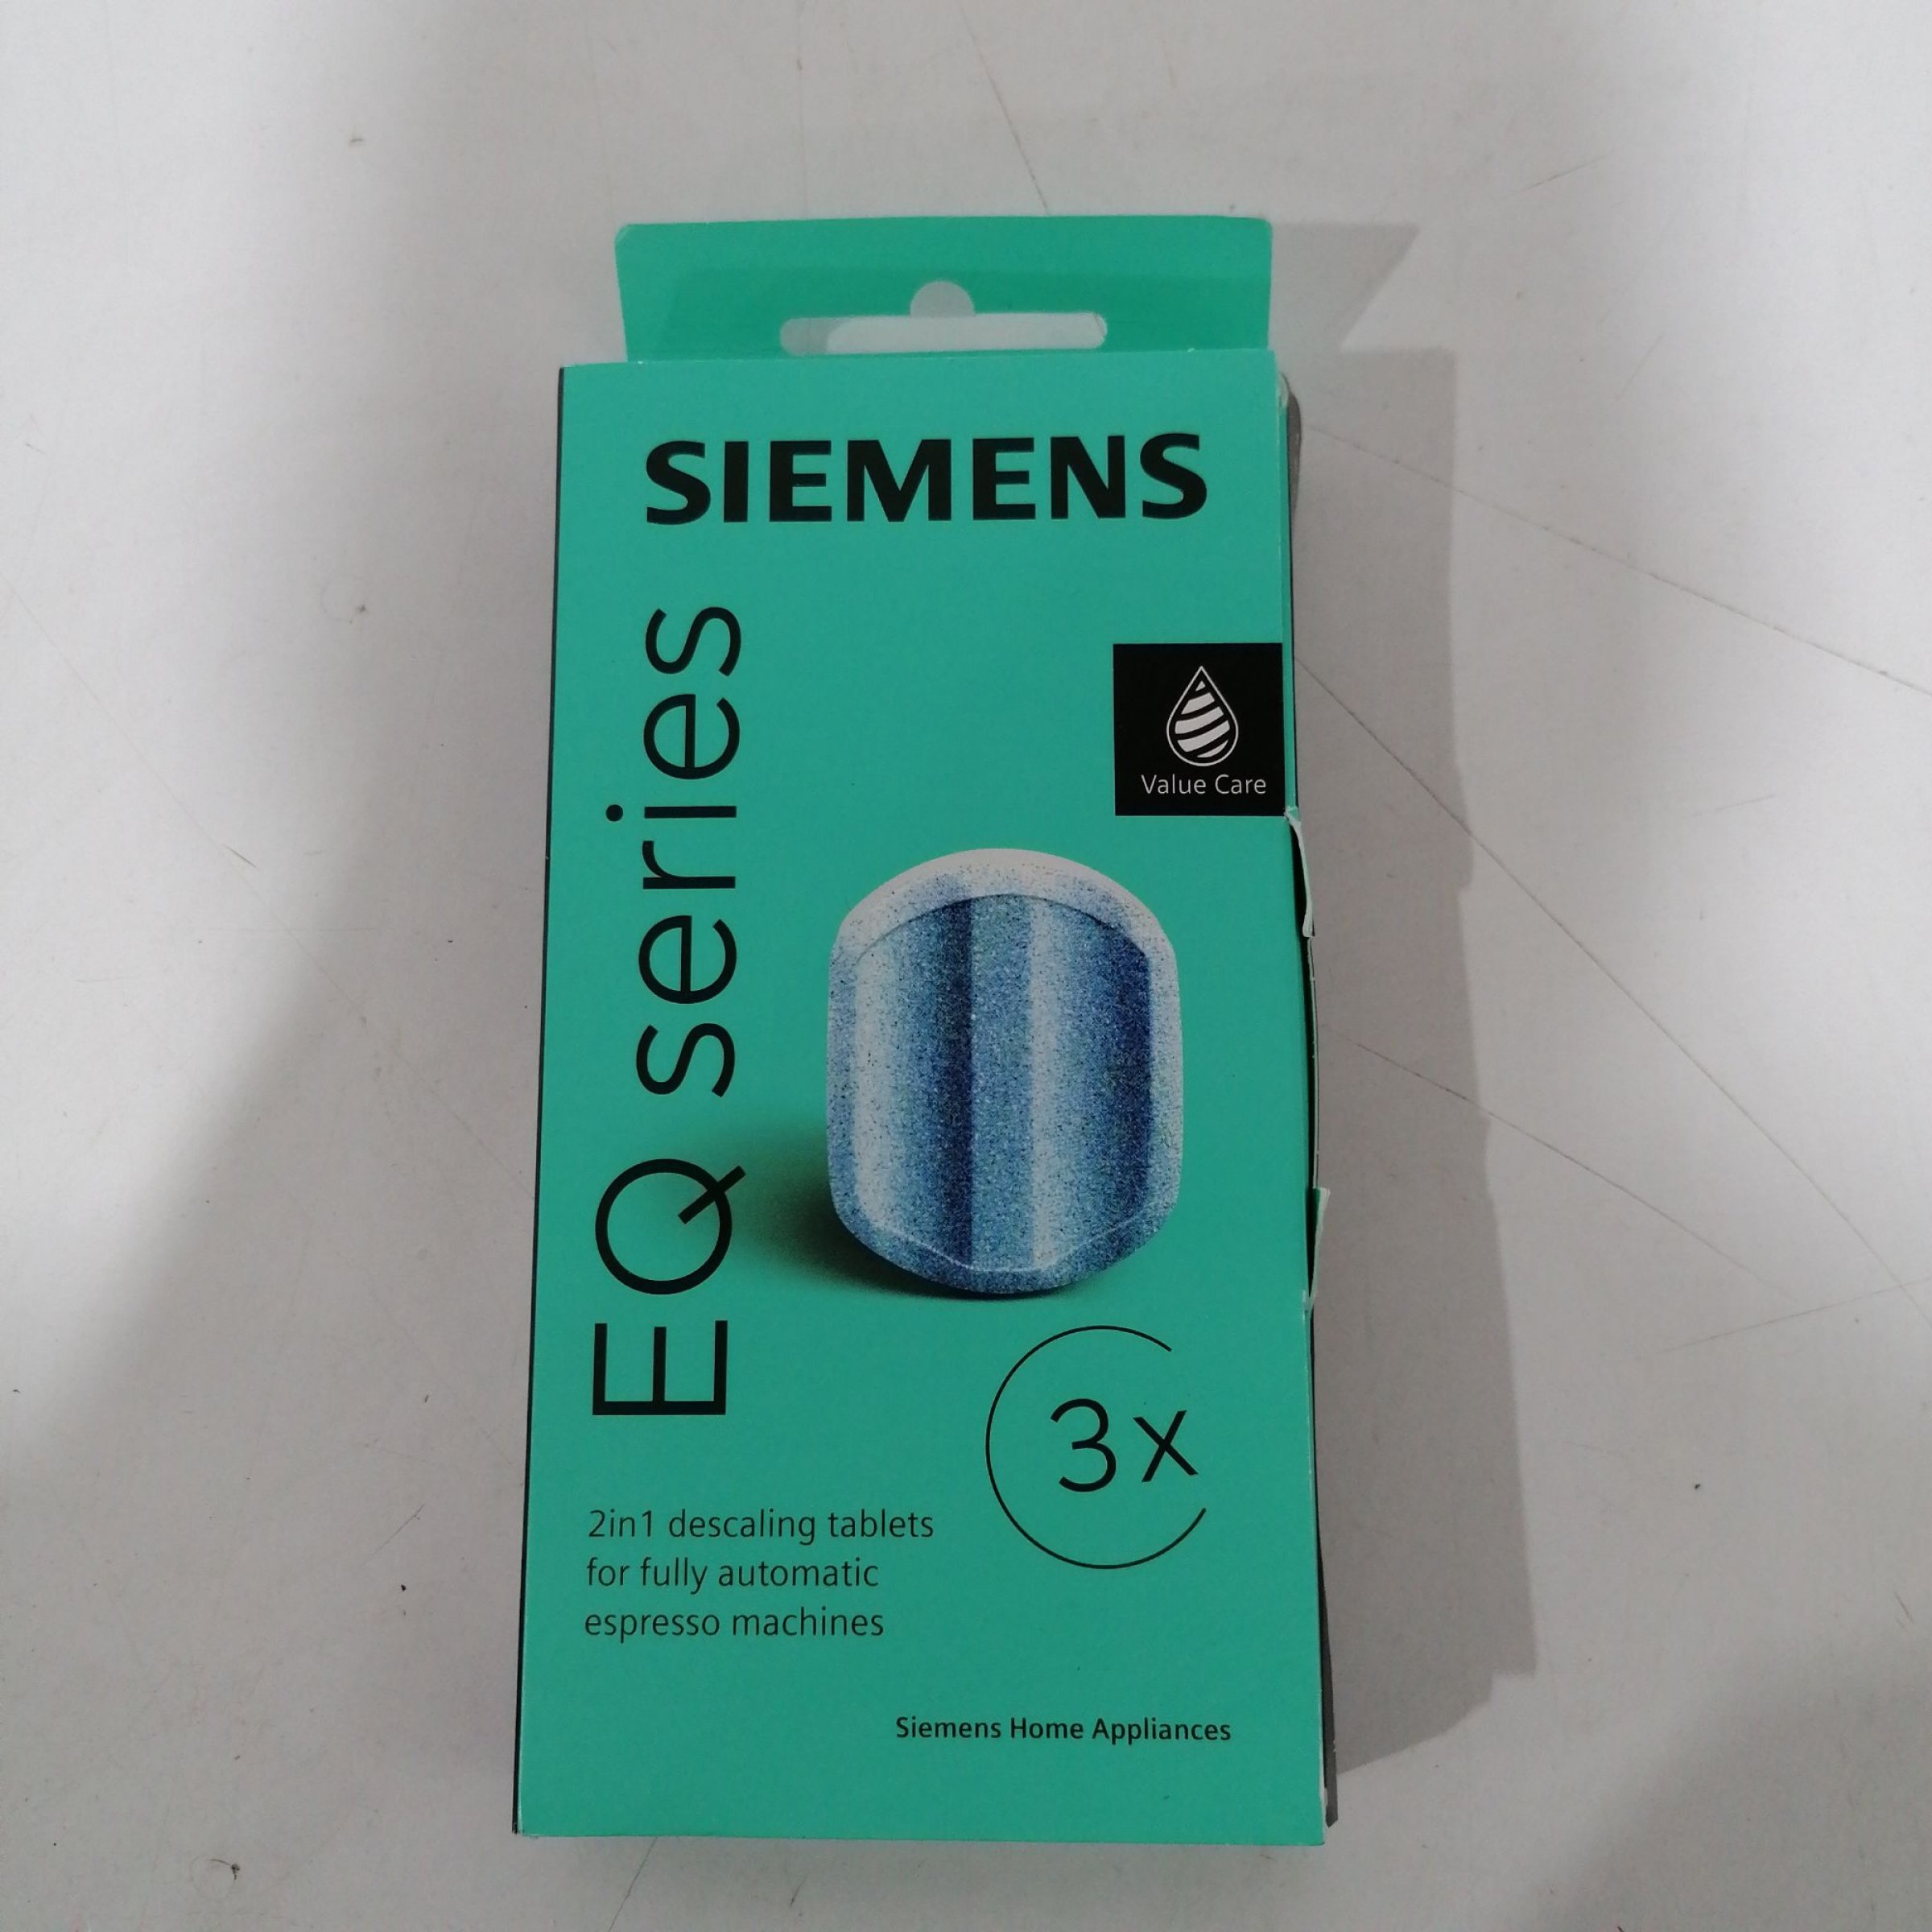 SIEMENS
EQ series
Value Care
3x
2in1 descaling tablets
for fully automatic
espresso machines
Siemens Home Appliances